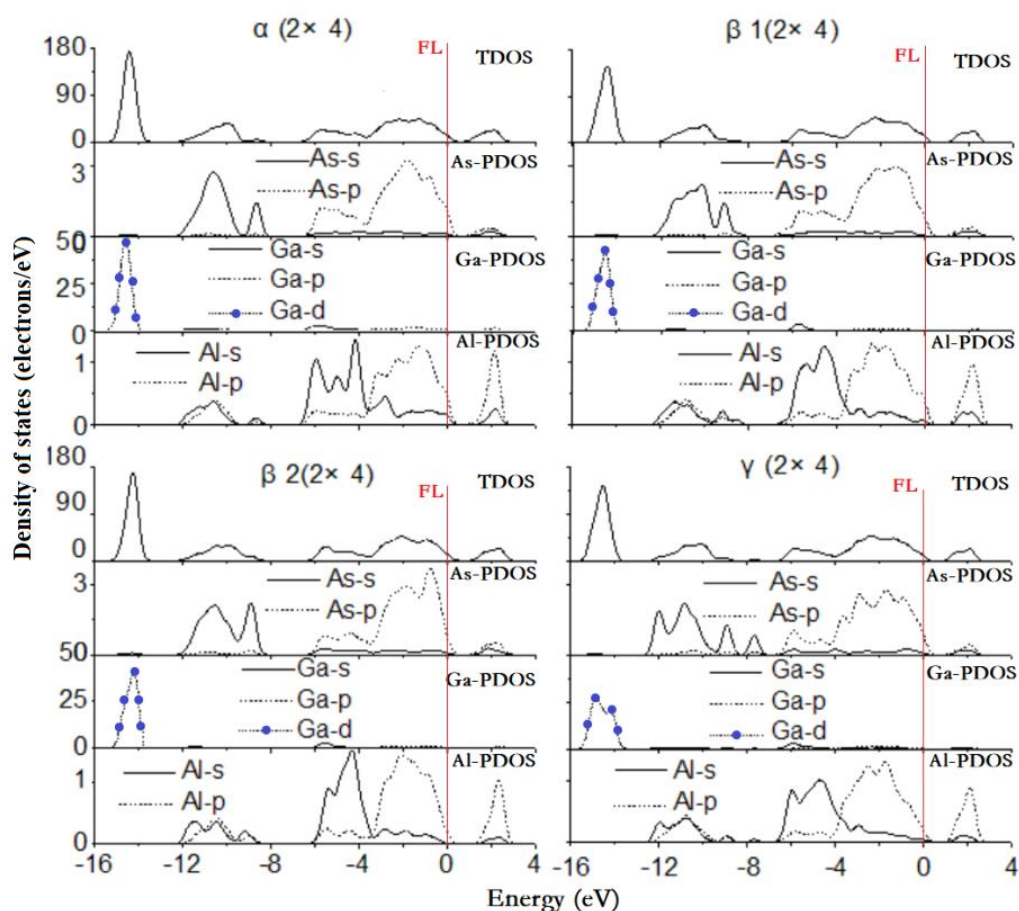 α (2× 4)
FL
TDOS
180
90
0
As-s
As-PDOS
As-p
3
50
0
Ga-s
Ga-PDOS
Ga-p
Ga-d
25
0
Al-s
Al-PDOS
Al-p
1
0
β 1(2× 4)
FL
TDOS
As-s
As-PDOS
As-p
Ga-s
Ga-PDOS
Ga-p
Ga-d
Al-s
Al-PDOS
Al-p
Density of states (electrons/eV)
β 2(2× 4)
FL
TDOS
180
90
0
As-s
As-PDOS
As-p
3
50
Ga-s
Ga-PDOS
Ga-p
Ga-d
25
0
Al-s
Al-PDOS
Al-p
1
0
-16 -12 -8 -4 0 4
γ (2× 4)
FL
TDOS
As-s
As-PDOS
As-p
Ga-s
Ga-PDOS
Ga-p
Ga-d
Al-s
Al-PDOS
Al-p
-16 -12 -8 -4 0 4
Energy (eV)